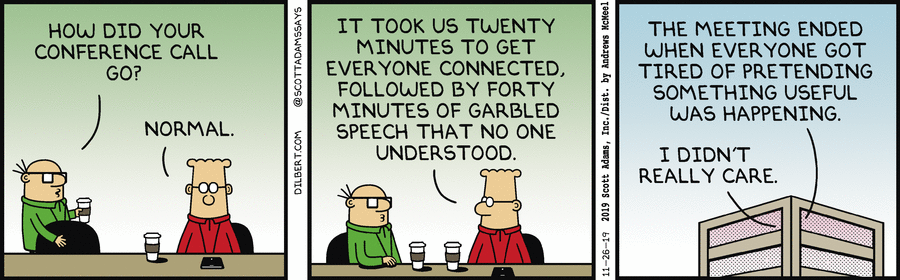 HOW DID YOUR
CONFERENCE CALL
GO?
NORMAL.
DILBERT.COM
@SCOTTADAMSSAYS
IT TOOK US TWENTY
MINUTES TO GET
EVERYONE CONNECTED,
FOLLOWED BY FORTY
MINUTES OF GARBLED
SPEECH THAT NO ONE
UNDERSTOOD.
11-26-19 2019 Scott Adams, Inc./Dist. by Andrews McMeel
THE MEETING ENDED
WHEN EVERYONE GOT
TIRED OF PRETENDING
SOMETHING USEFUL
WAS HAPPENING.
I DIDN'T
REALLY CARE.